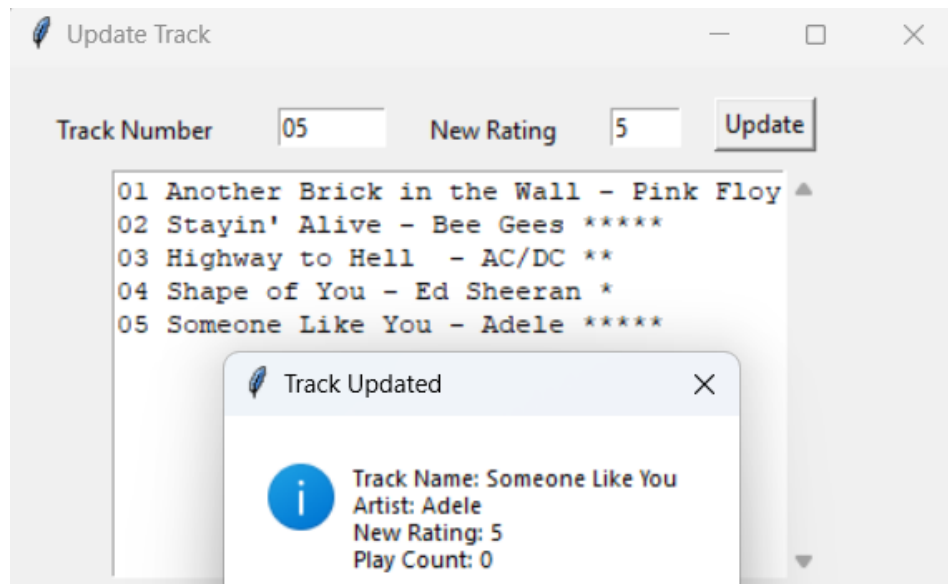 Update Track
Track Number 05 New Rating 5 Update
01 Another Brick in the Wall - Pink Floy
02 Stayin' Alive - Bee Gees *****
03 Highway to Hell  - AC/DC **
04 Shape of You - Ed Sheeran *
05 Someone Like You - Adele *****
Track Updated
Track Name: Someone Like You
Artist: Adele
New Rating: 5
Play Count: 0